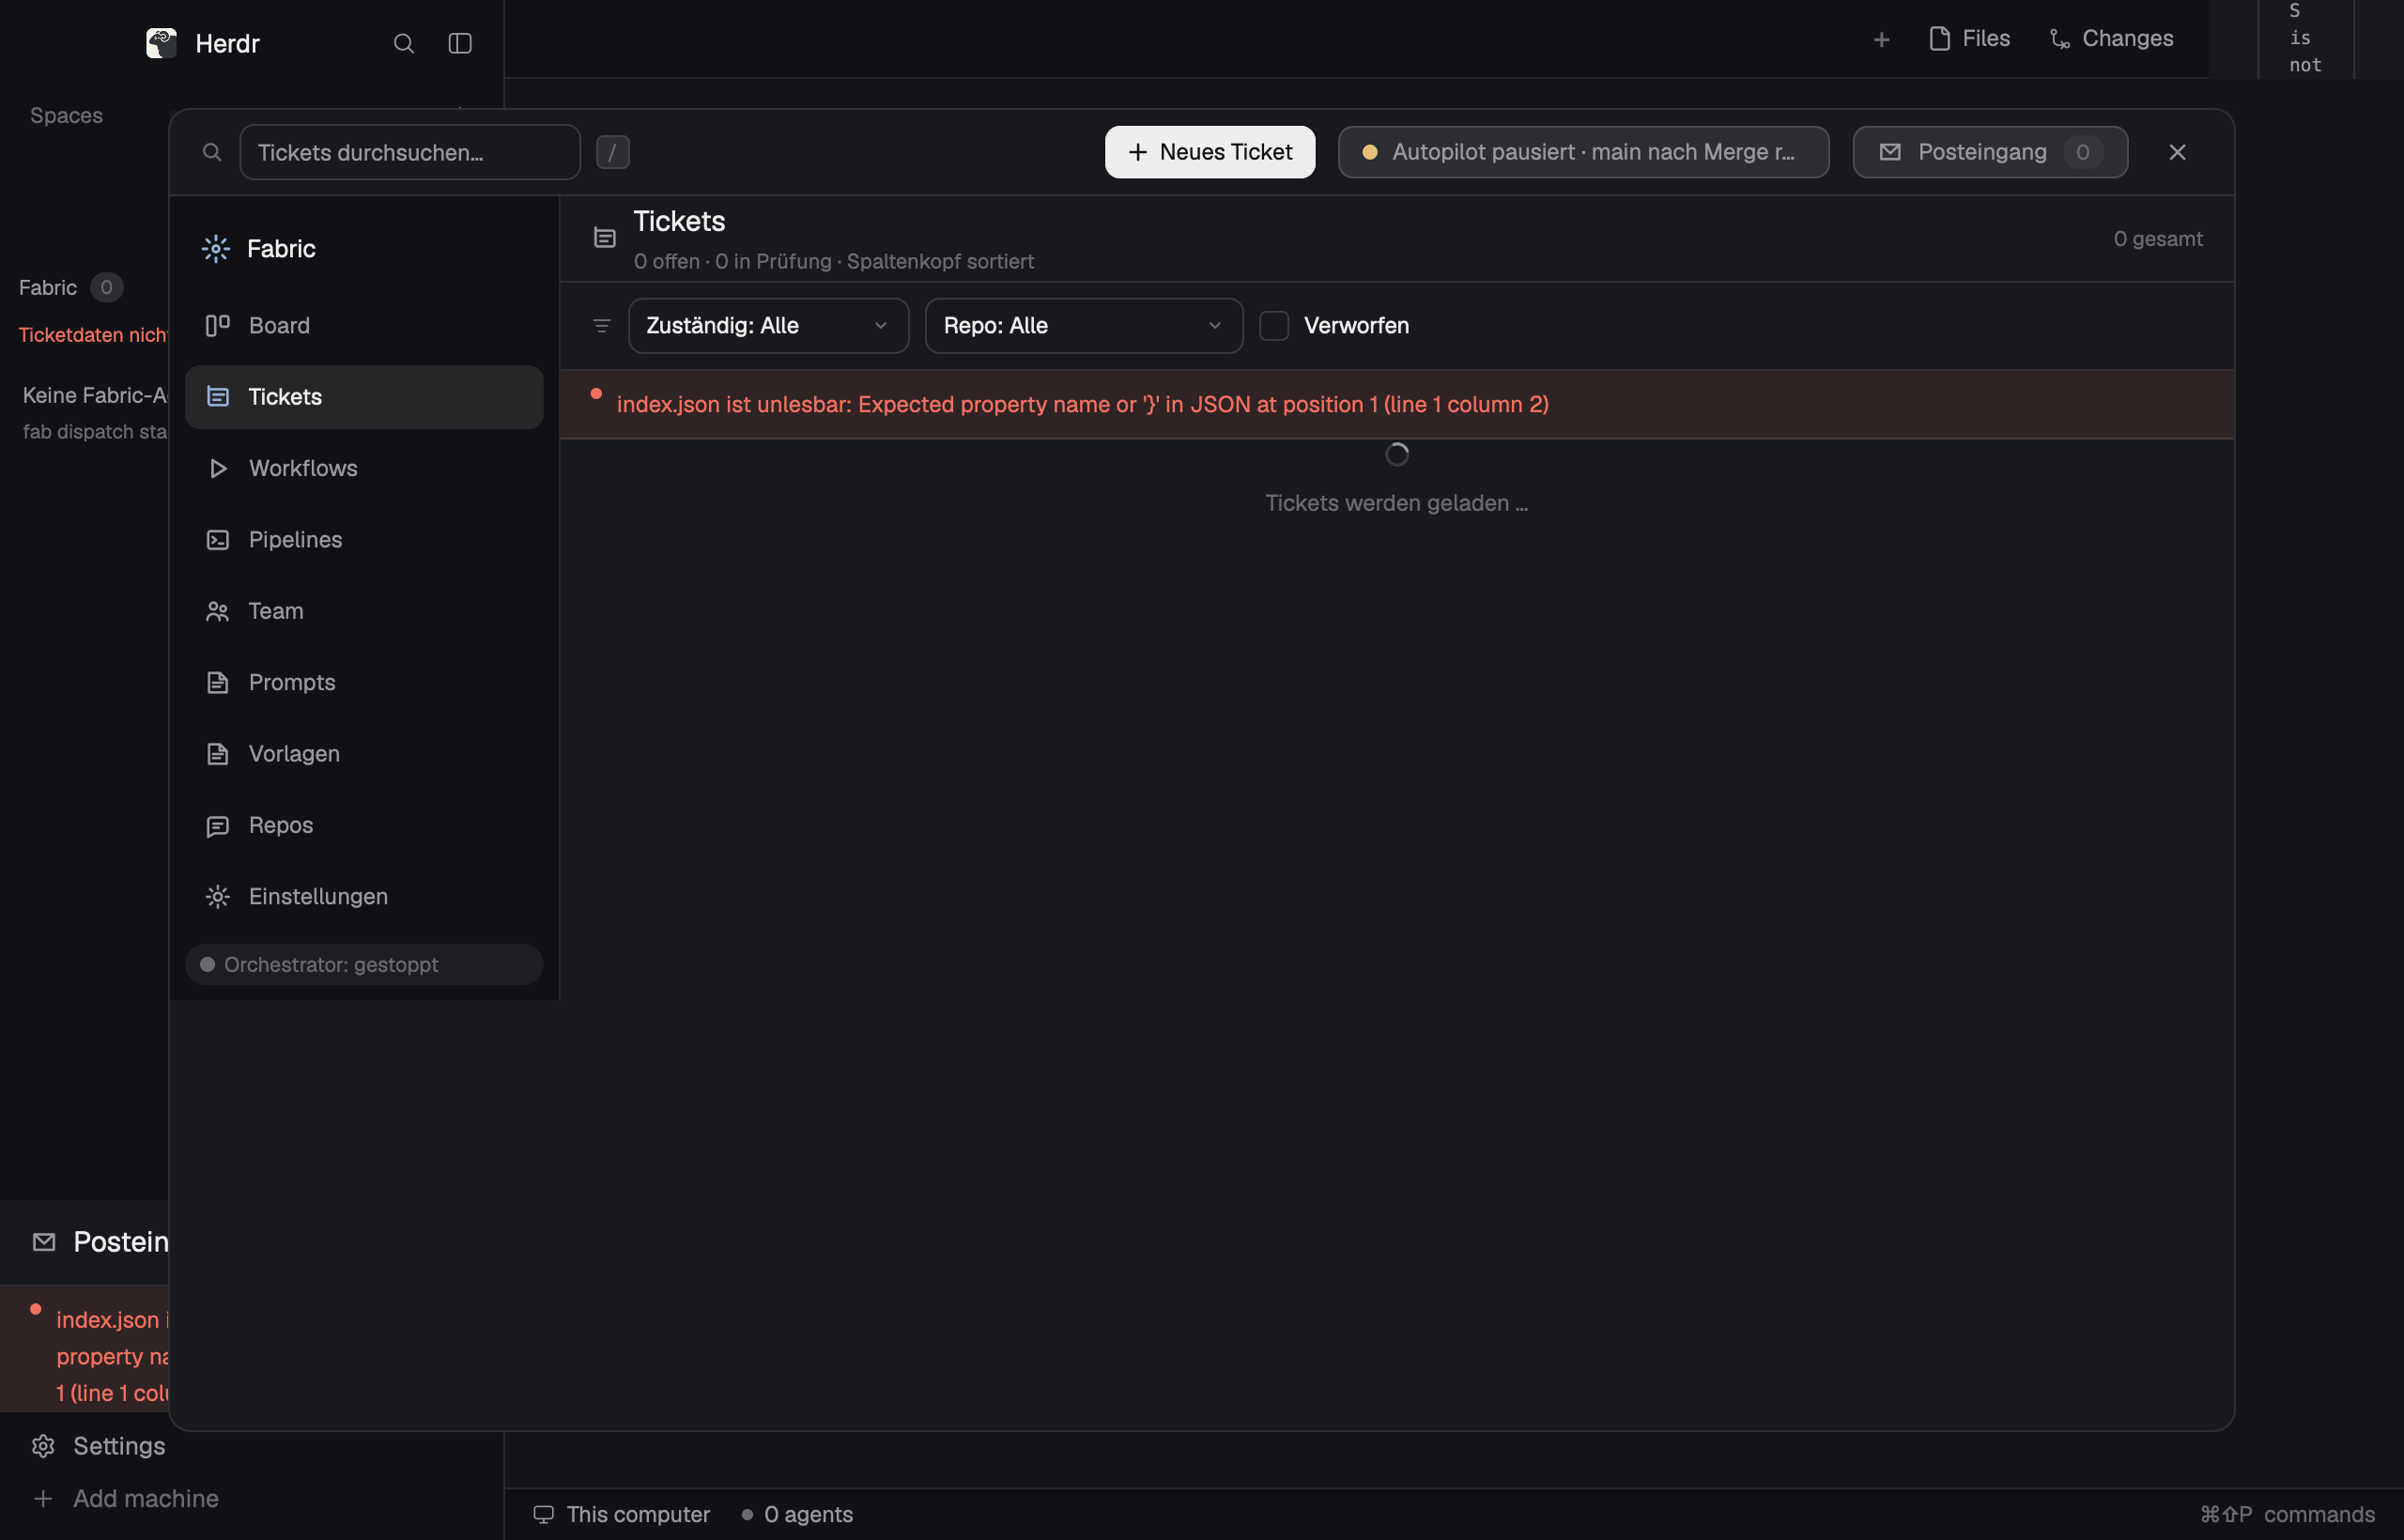 Herdr
+ Files Changes
S
is
not
Spaces
Tickets durchsuchen...
/
+ Neues Ticket
Autopilot pausiert · main nach Merge r...
Posteingang 0
Fabric
Tickets
0 offen · 0 in Prüfung · Spaltenkopf sortiert
0 gesamt
Fabric 0
Ticketdaten nich
Keine Fabric-A
fab dispatch sta
Board
Tickets
Workflows
Pipelines
Team
Prompts
Vorlagen
Repos
Einstellungen
Orchestrator: gestoppt
Zuständig: Alle
Repo: Alle
Verworfen
index.json ist unlesbar: Expected property name or '}' in JSON at position 1 (line 1 column 2)
Tickets werden geladen ...
Postein
index.json i
property na
1 (line 1 colu
Settings
+ Add machine
This computer
0 agents
⌘⇧P commands